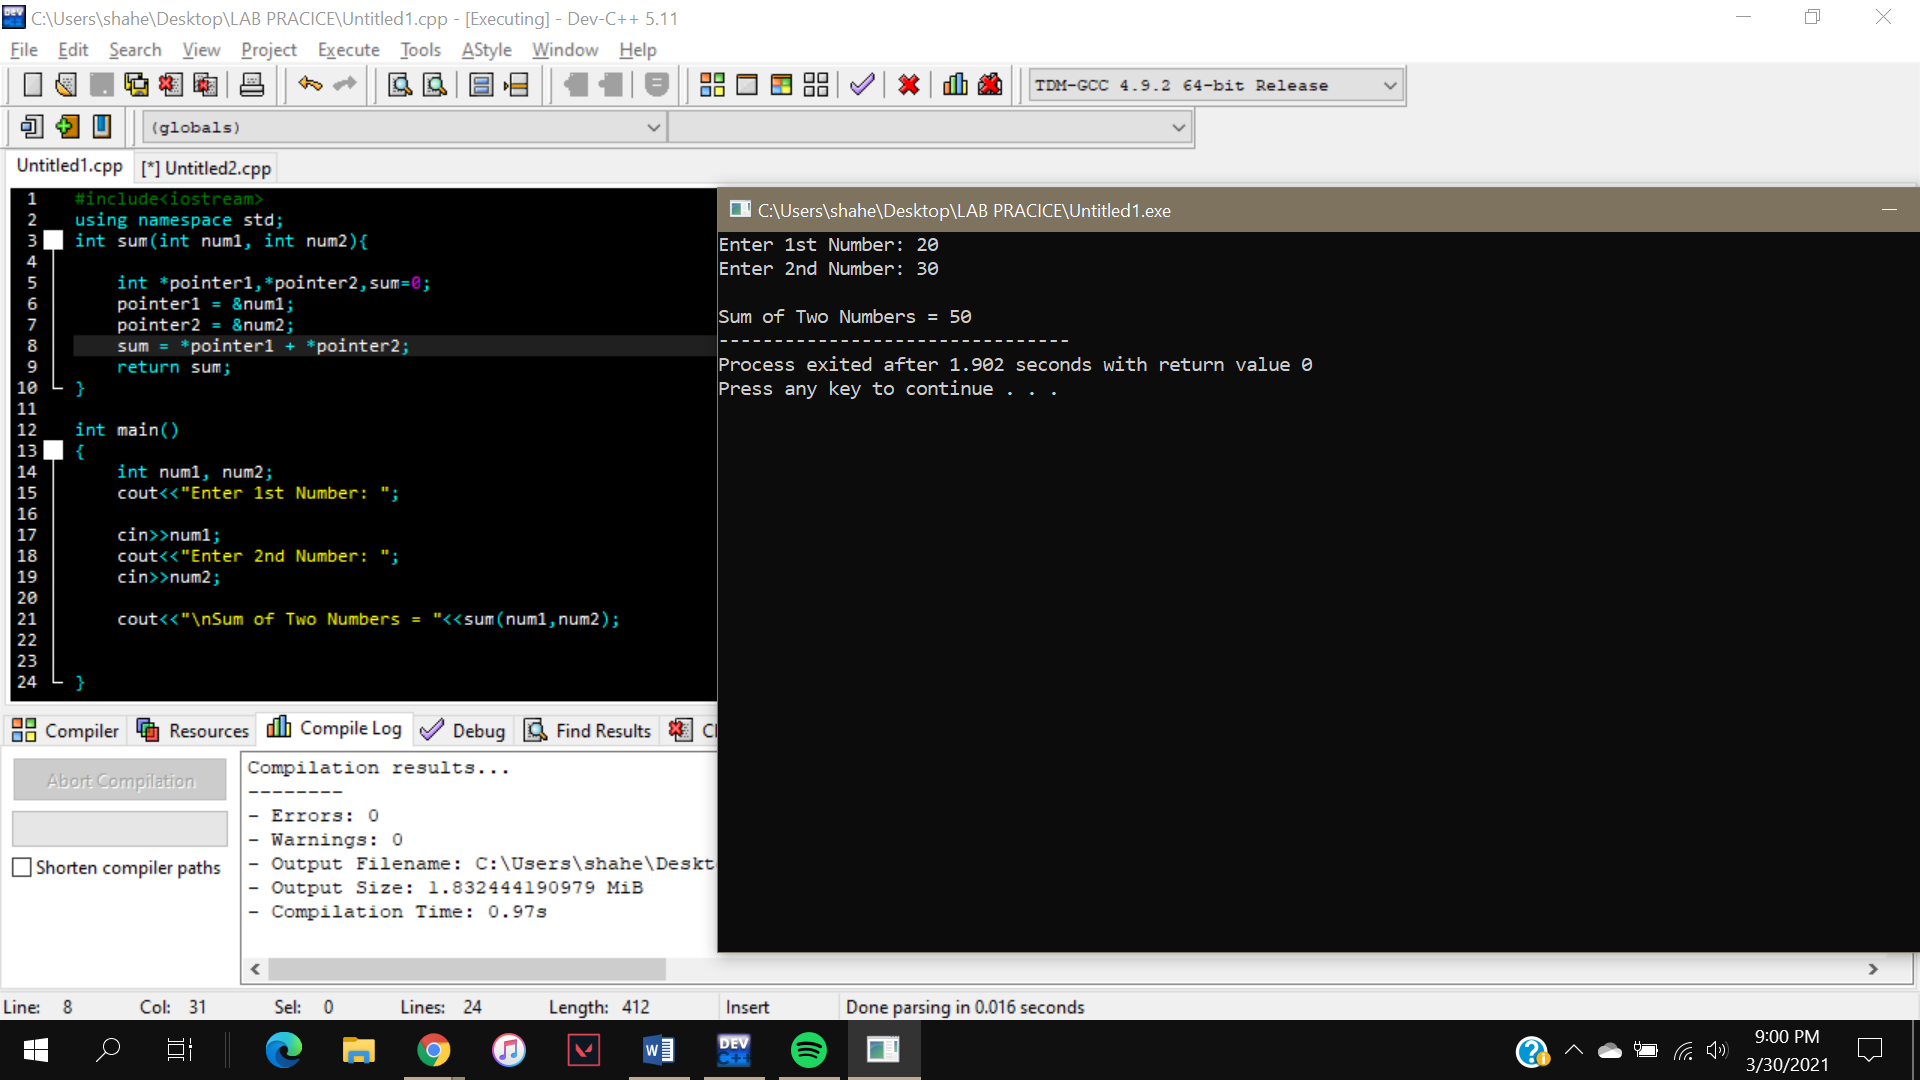 C:\Users\shahe\Desktop\LAB PRACICE\Untitled1.cpp - [Executing] - Dev-C++ 5.11
File Edit Search View Project Execute Tools AStyle Window Help
TDM-GCC 4.9.2 64-bit Release
(globals)
Untitled1.cpp [*] Untitled2.cpp
1 #include<iostream>
2 using namespace std;
3 int sum(int num1, int num2){
4
5 int *pointer1,*pointer2,sum=0;
6 pointer1 = &num1;
7 pointer2 = &num2;
8 sum = *pointer1 + *pointer2;
9 return sum;
10 }
11
12 int main()
13 {
14 int num1, num2;
15 cout<<"Enter 1st Number: ";
16
17 cin>>num1;
18 cout<<"Enter 2nd Number: ";
19 cin>>num2;
20
21 cout<<"\nSum of Two Numbers = "<<sum(num1,num2);
22
23
24 }
C:\Users\shahe\Desktop\LAB PRACICE\Untitled1.exe
Enter 1st Number: 20
Enter 2nd Number: 30
Sum of Two Numbers = 50
--------------------------------
Process exited after 1.902 seconds with return value 0
Press any key to continue . . .
Compiler Resources Compile Log Debug Find Results Cl
Abort Compilation
Shorten compiler paths
Compilation results...
--------
- Errors: 0
- Warnings: 0
- Output Filename: C:\Users\shahe\Deskt
- Output Size: 1.832444190979 MiB
- Compilation Time: 0.97s
Line: 8 Col: 31 Sel: 0 Lines: 24 Length: 412 Insert Done parsing in 0.016 seconds
DEV C++
9:00 PM
3/30/2021